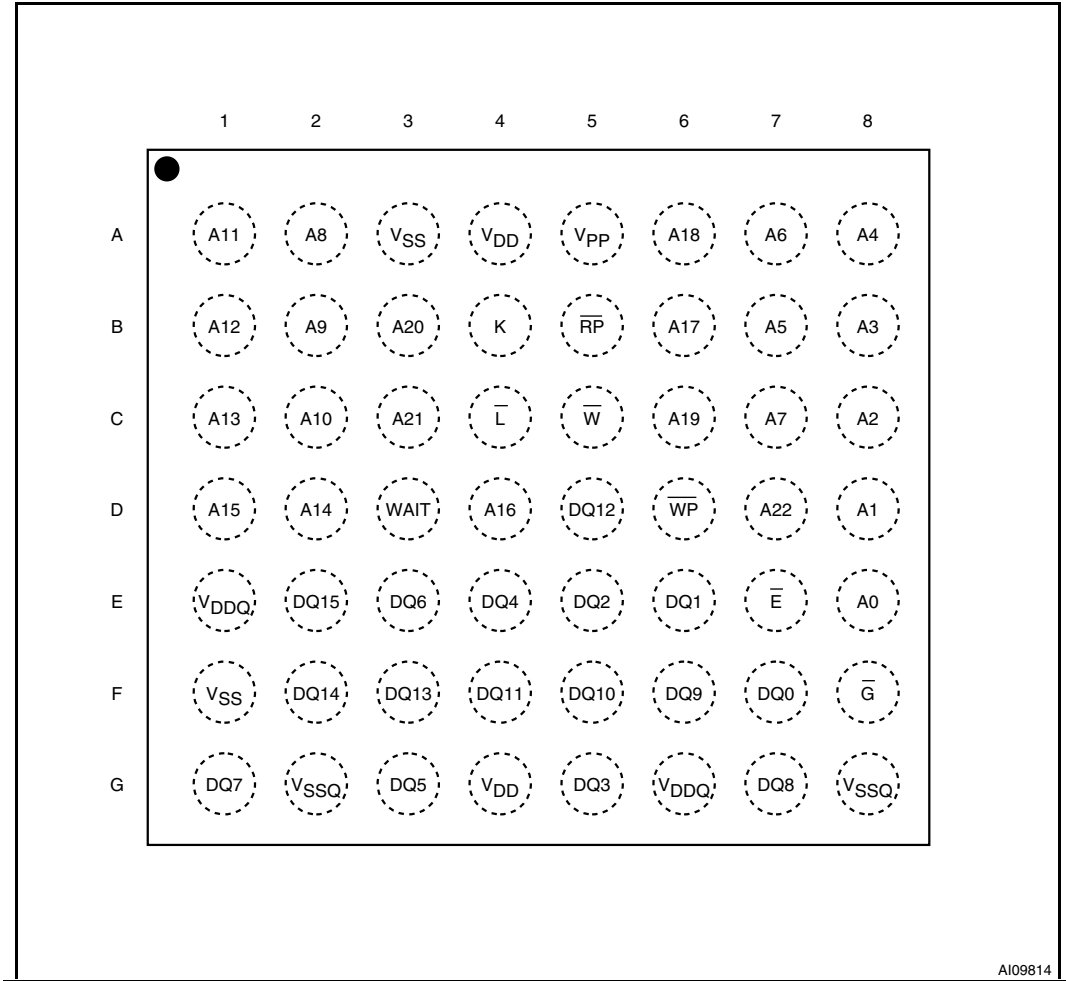 1 2 3 4 5 6 7 8
A A11 A8 VSS VDD VPP A18 A6 A4
B A12 A9 A20 K R̅P̅ A17 A5 A3
C A13 A10 A21 L̅ W̅ A19 A7 A2
D A15 A14 WAIT A16 DQ12 W̅P̅ A22 A1
E VDDQ DQ15 DQ6 DQ4 DQ2 DQ1 E̅ A0
F VSS DQ14 DQ13 DQ11 DQ10 DQ9 DQ0 G̅
G DQ7 VSSQ DQ5 VDD DQ3 VDDQ DQ8 VSSQ
AI09814